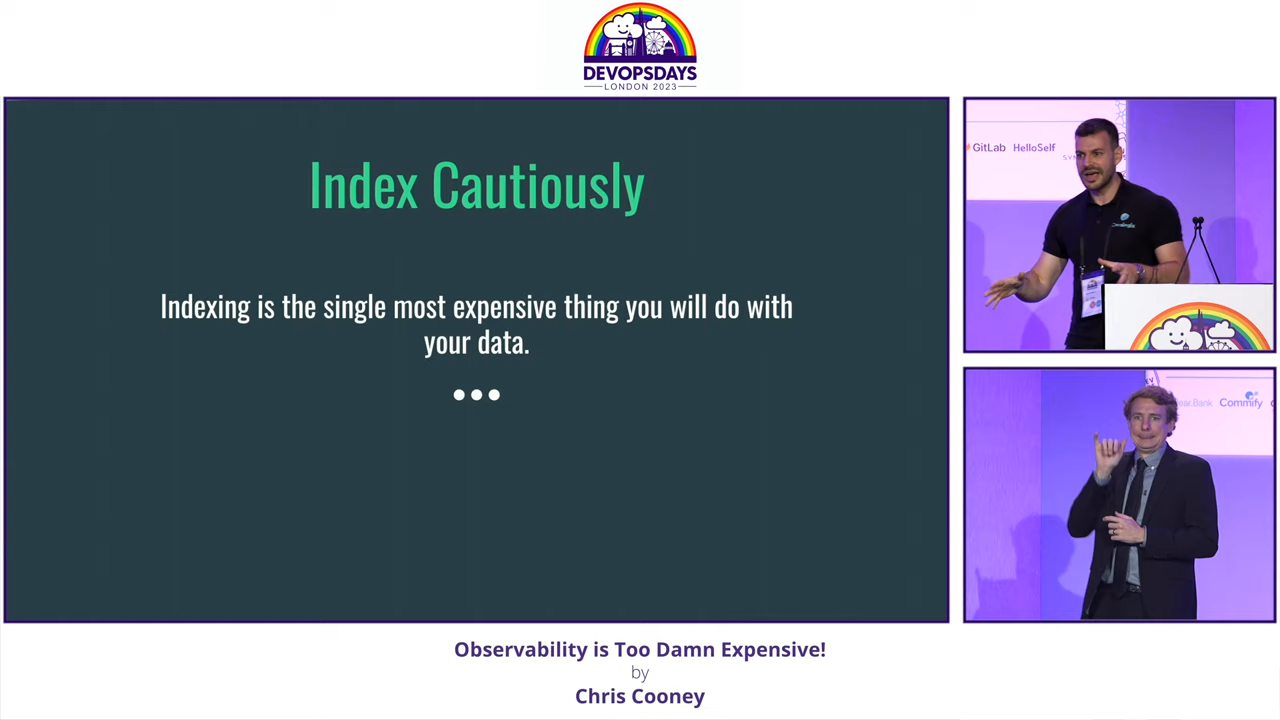 DEVOPSDAYS
LONDON 2023
Index Cautiously
Indexing is the single most expensive thing you will do with
your data.
GitLab HelloSelf
Commify
Observability is Too Damn Expensive!
by
Chris Cooney